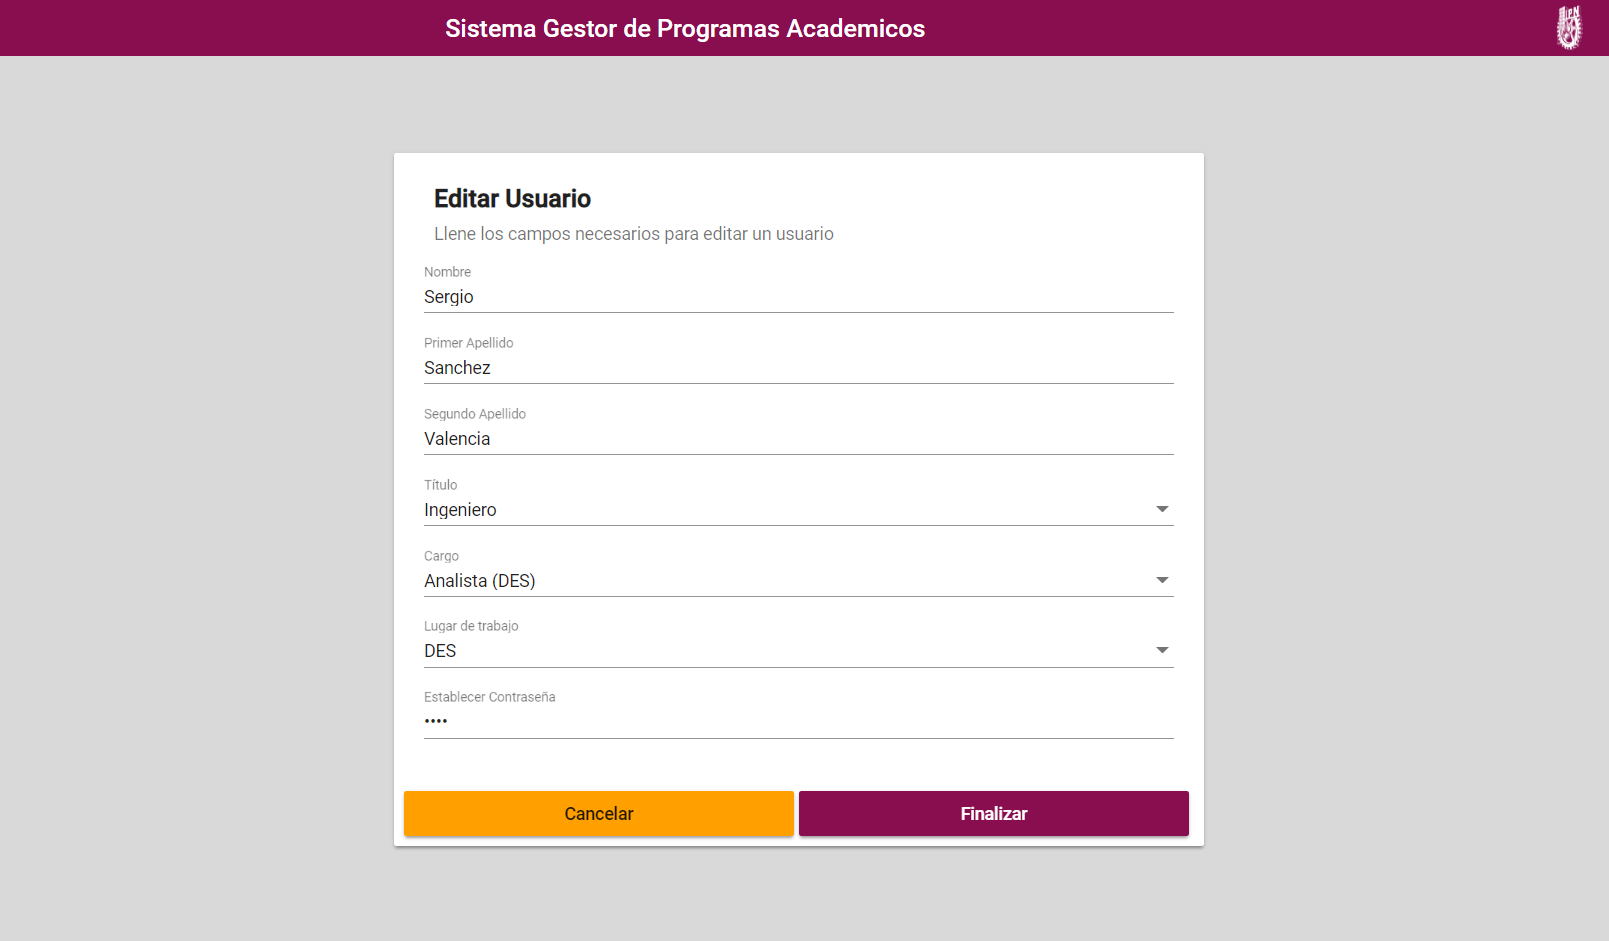 Sistema Gestor de Programas Academicos
IPN
Editar Usuario
Llene los campos necesarios para editar un usuario
Nombre
Sergio
Primer Apellido
Sanchez
Segundo Apellido
Valencia
Título
Ingeniero
Cargo
Analista (DES)
Lugar de trabajo
DES
Establecer Contraseña
••••
Cancelar
Finalizar